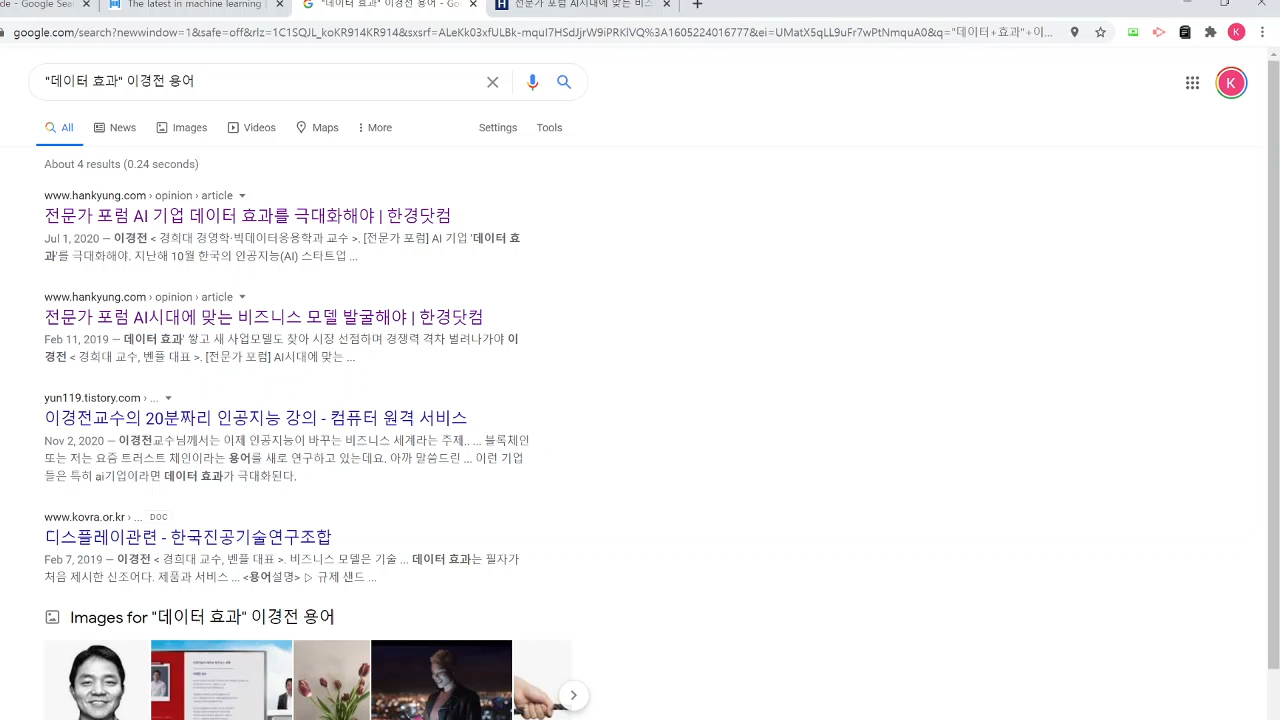 de - Google Sea
The latest in machine learning |
"데이터 효과" 이경전 용어 - Go
전문가 포럼 AI시대에 맞는 비즈
google.com/search?newwindow=1&safe=off&rlz=1C1SQJL_koKR914KR914&sxsrf=
"데이터+효과"+이...
K
"데이터 효과" 이경전 용어
K
All
News
Images
Videos
Maps
More
Settings
Tools
About 4 results (0.24 seconds)
www.hankyung.com › opinion › article
전문가 포럼 AI 기업 데이터 효과를 극대화해야 | 한경닷컴
Jul 1, 2020 — 이경전 < 경희대 경영학·빅데이터응용학과 교수 >. [전문가 포럼] AI 기업 '데이터 효
과'를 극대화해야. 지난해 10월 한국의 인공지능(AI) 스타트업 ...
www.hankyung.com › opinion › article
전문가 포럼 AI시대에 맞는 비즈니스 모델 발굴해야 | 한경닷컴
Feb 11, 2019 — 데이터 효과' 쌓고 새 사업모델도 찾아 시장 선점하며 경쟁력 격차 벌려나가야 이
경전 < 경희대 교수, 벤플 대표 >. [전문가 포럼] AI시대에 맞는 ...
yun119.tistory.com › ...
이경전교수의 20분짜리 인공지능 강의 - 컴퓨터 원격 서비스
Nov 2, 2020 — 이경전교수님께서는 이제 인공지능이 바꾸는 비즈니스 세계라는 주제.. ... 블록체인
또는 저는 요즘 트러스트 체인이라는 용어를 새로 연구하고 있는데요. 아까 말씀드린 ... 이런 기업
들은 특히 ai기업이라면 데이터 효과가 극대화된다.
www.kovra.or.kr › ... DOC
디스플레이관련 - 한국진공기술연구조합
Feb 7, 2019 — 이경전 < 경희대 교수, 벤플 대표 >. 비즈니스 모델은 기술 ... 데이터 효과는 필자가
처음 제시한 신조어다. 제품과 서비스 ... <용어설명> ▷ 규제 샌드 ...
Images for "데이터 효과" 이경전 용어